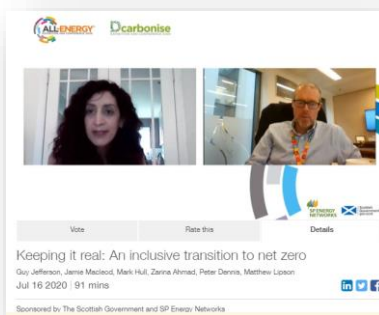 ALL-ENERGY
Dcarbonise
SP ENERGY
NETWORKS
Scottish
Government
Vote
Rate this
Details
Keeping it real: An inclusive transition to net zero
Guy Jefferson, Jamie Macleod, Mark Hull, Zarina Ahmad, Peter Dennis, Matthew Lipson
Jul 16 2020 | 91 mins
Sponsored by The Scottish Government and SP Energy Networks